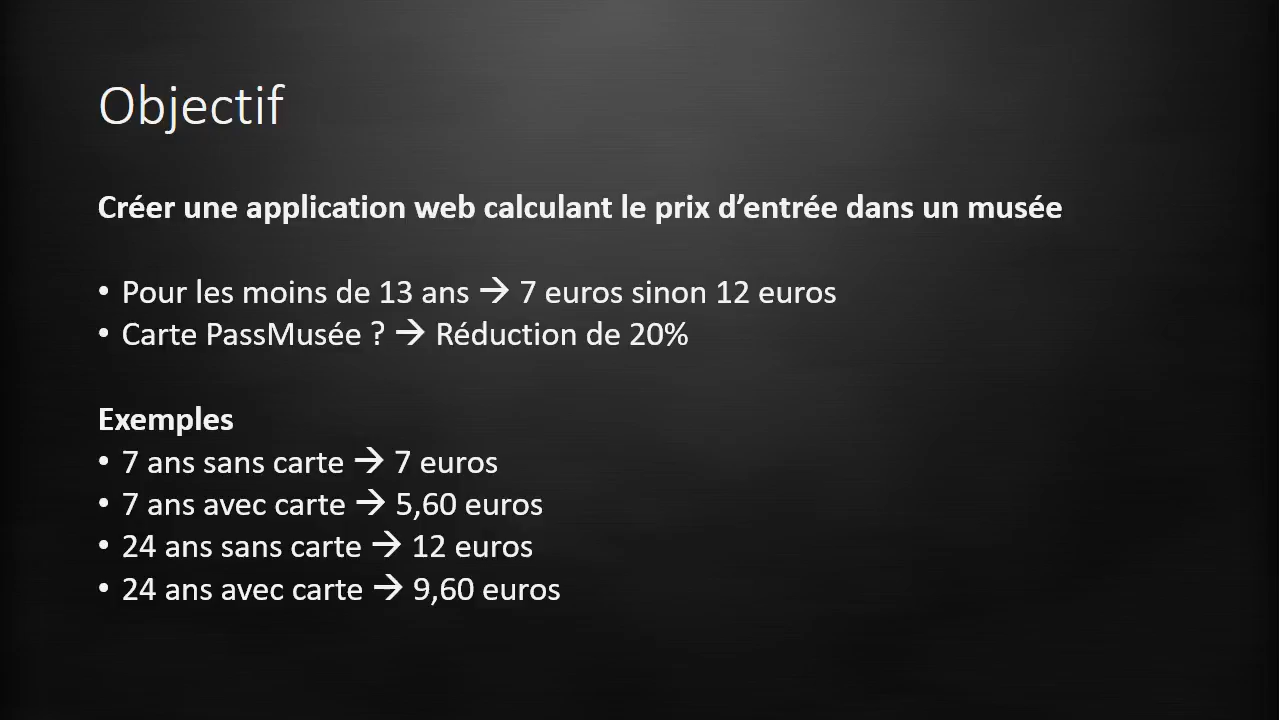 Objectif
Créer une application web calculant le prix d’entrée dans un musée
• Pour les moins de 13 ans → 7 euros sinon 12 euros
• Carte PassMusée ? → Réduction de 20%
Exemples
• 7 ans sans carte → 7 euros
• 7 ans avec carte → 5,60 euros
• 24 ans sans carte → 12 euros
• 24 ans avec carte → 9,60 euros